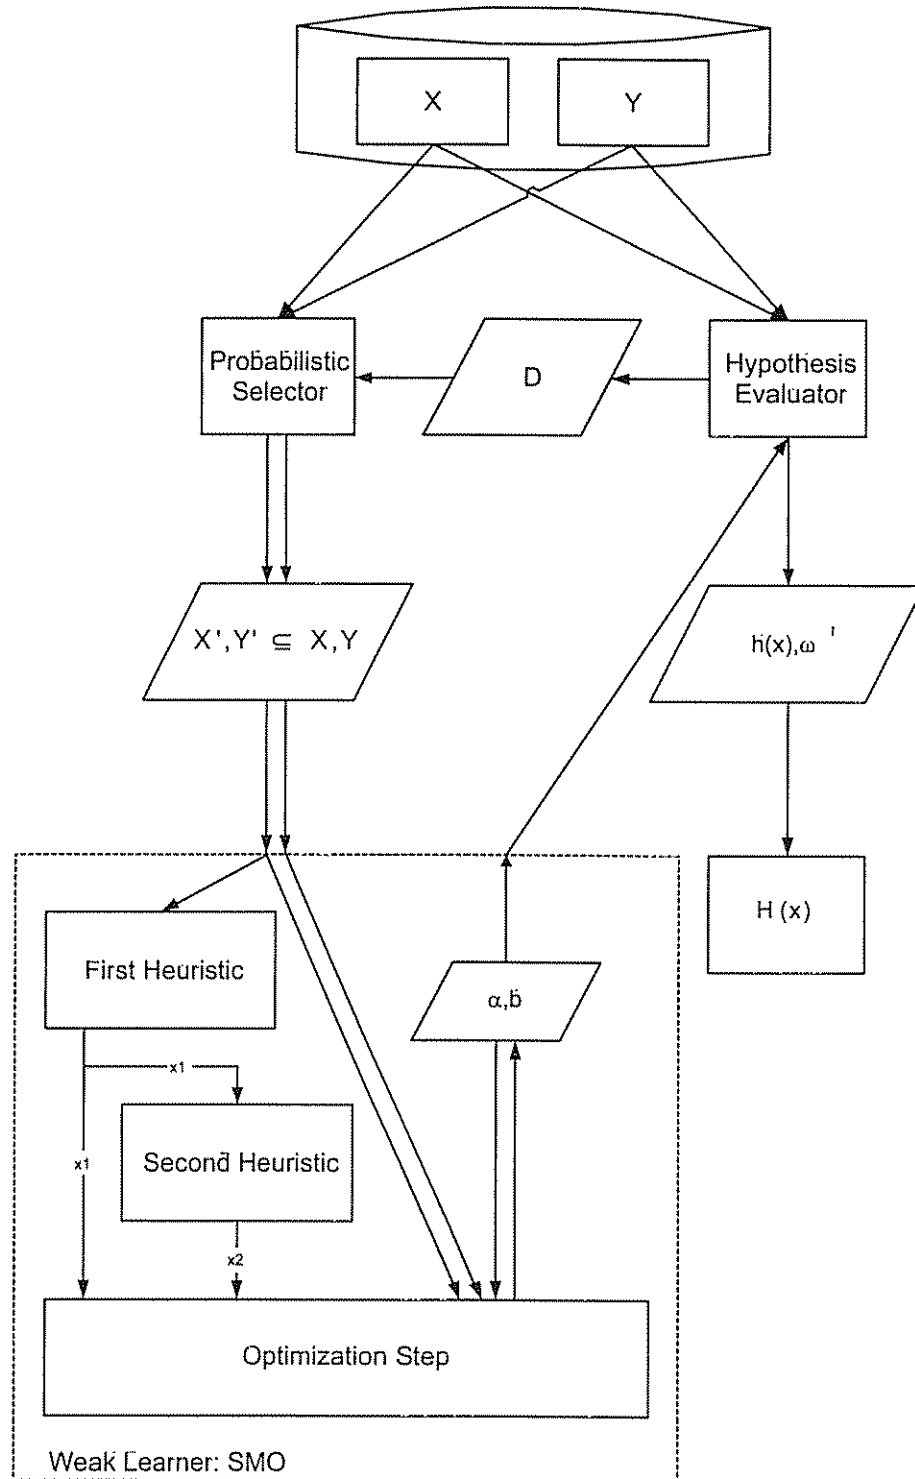 X
Y
Probabilistic
Selector
D
Hypothesis
Evaluator
X',Y' ⊆ X,Y
h(x),ω
H (x)
First Heuristic
α,b
x1
Second Heuristic
x1
x2
Optimization Step
Weak Learner: SMO